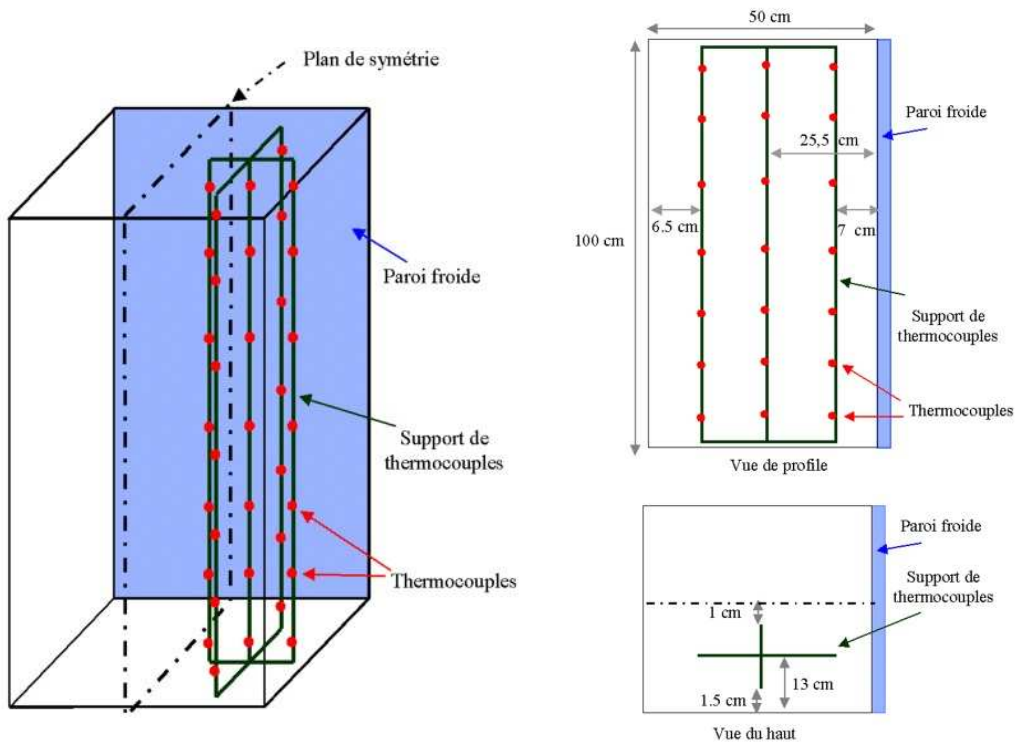 Plan de symétrie
Paroi froide
Support de
thermocouples
Thermocouples
50 cm
Paroi froide
25,5 cm
6.5 cm
7 cm
100 cm
Support de
thermocouples
Thermocouples
Vue de profile
Paroi froide
Support de
thermocouples
1 cm
13 cm
1.5 cm
Vue du haut